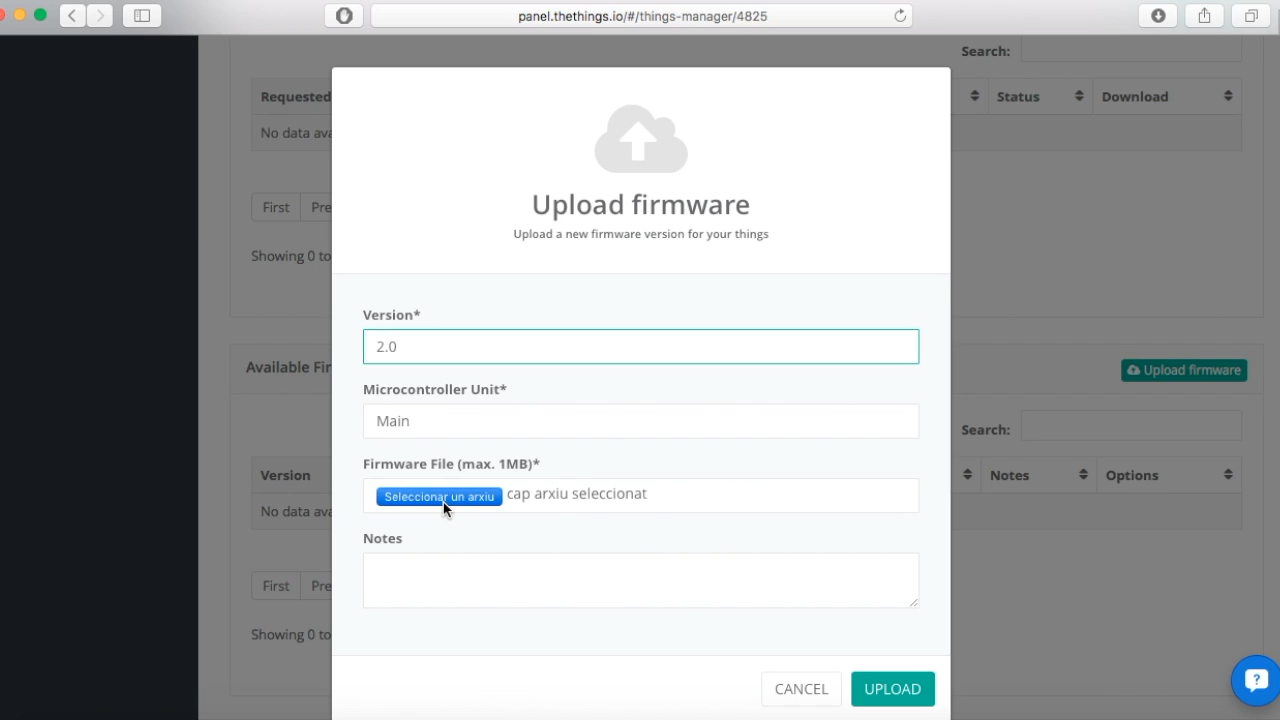 panel.thethings.io/#/things-manager/4825
Search:
Requested
Status
Download
No data ava
First
Pre
Showing 0 to
Upload firmware
Upload a new firmware version for your things
Version*
2.0
Microcontroller Unit*
Main
Firmware File (max. 1MB)*
Seleccionar un arxiu cap arxiu seleccionat
Notes
CANCEL
UPLOAD
Available Fir
Upload firmware
Search:
Version
Notes
Options
No data ava
First
Pre
Showing 0 to